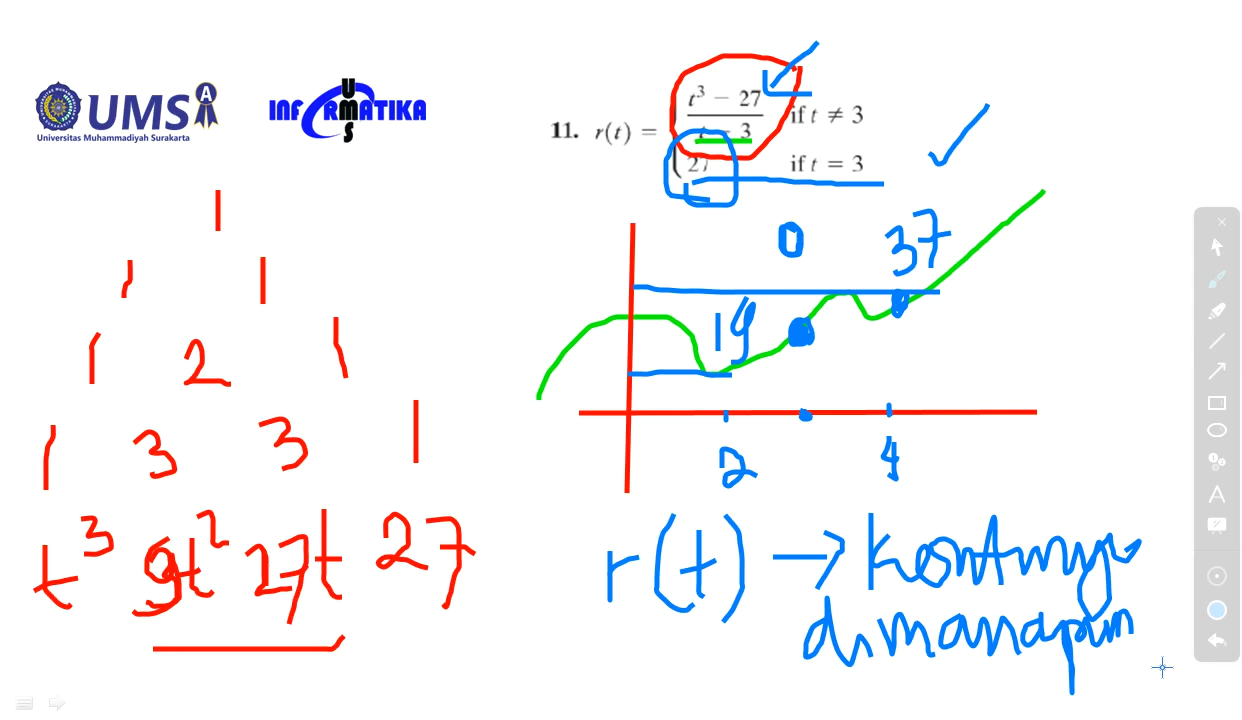 UMS A
Universitas Muhammadiyah Surakarta
INFORMATIKA
UMS
11. r(t) = { (t³ − 27)/(t − 3) if t ≠ 3
27 if t = 3
1
1 1
1 2 1
1 3 3 1
t³ 9t² 27t 27
0 37
19
2 4
r(t) → kontinyu
dimanapun